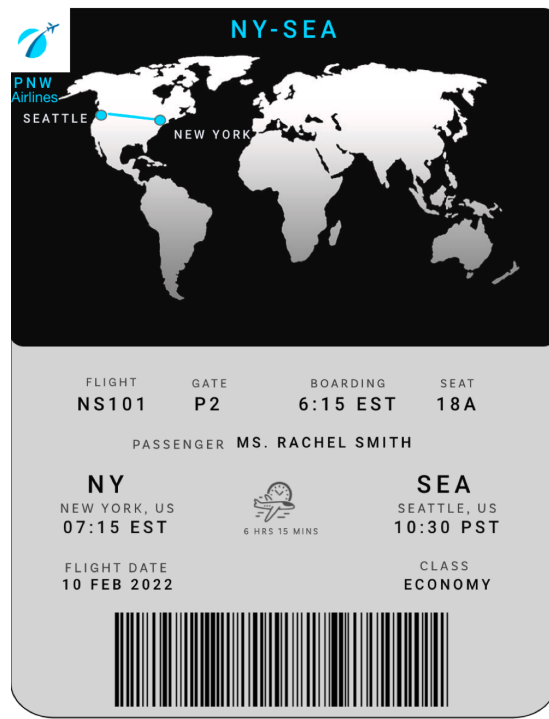 NY-SEA
PNW
Airlines
SEATTLE
NEW YORK
FLIGHT GATE BOARDING SEAT
NS101 P2 6:15 EST 18A
PASSENGER MS. RACHEL SMITH
NY SEA
NEW YORK, US SEATTLE, US
07:15 EST 6 HRS 15 MINS 10:30 PST
FLIGHT DATE CLASS
10 FEB 2022 ECONOMY